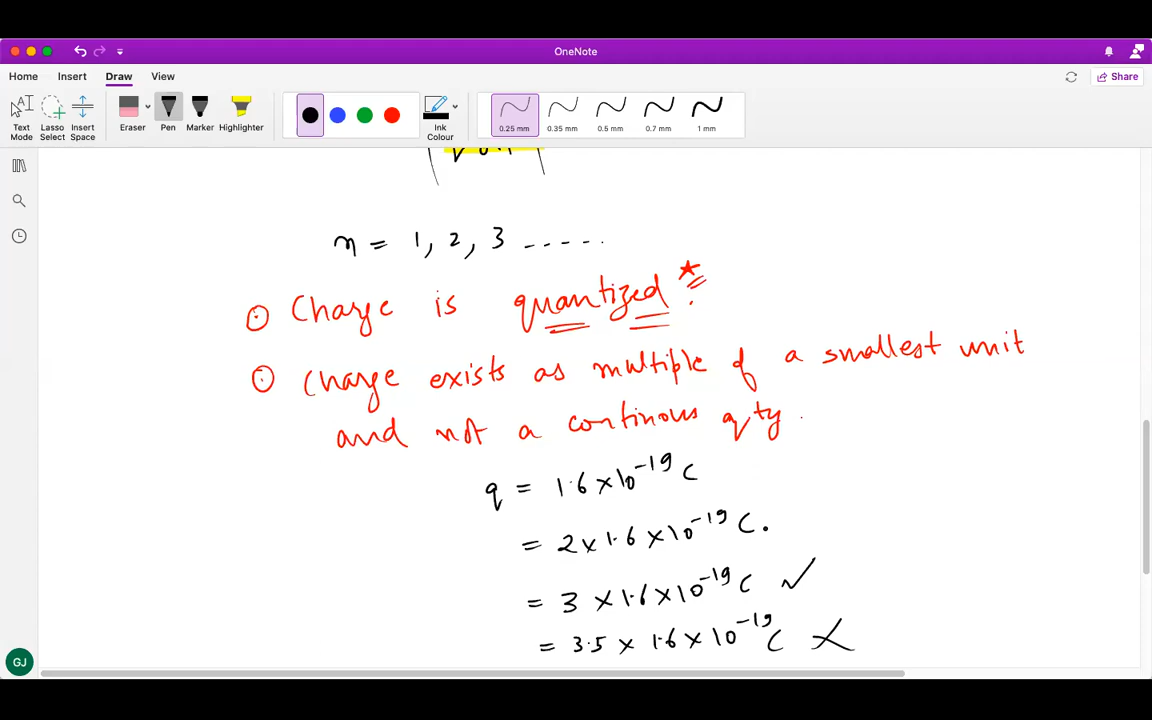 OneNote
Home Insert Draw View
Share
Text Mode
Lasso Select
Insert Space
Eraser
Pen
Marker
Highlighter
Ink Colour
0.25 mm
0.35 mm
0.5 mm
0.7 mm
1 mm
n = 1, 2, 3 ------
Charge is quantized*
Charge exists as multiple of a smallest unit
and not a continous qty.
q = 1.6×10⁻¹⁹ C
= 2×1.6×10⁻¹⁹ C.
= 3×1.6×10⁻¹⁹ C ✓
= 3.5×1.6×10⁻¹⁹ C ✗
GJ